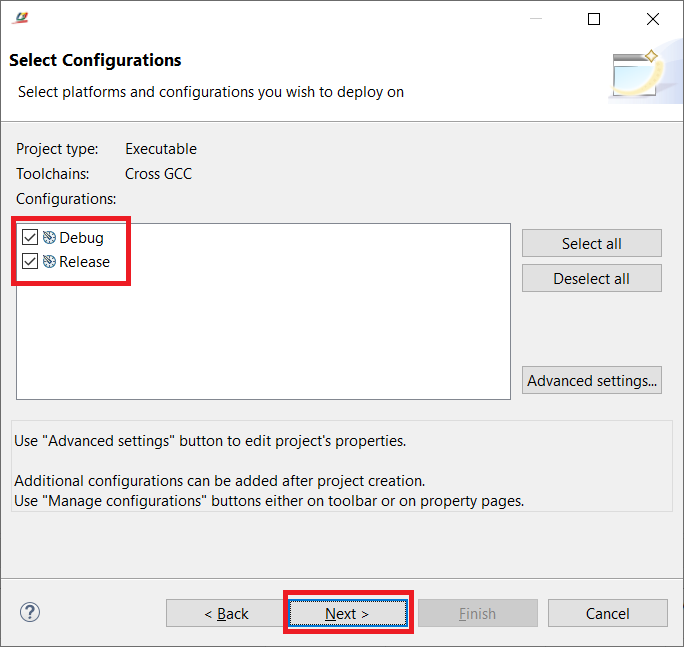 Select Configurations
Select platforms and configurations you wish to deploy on
Project type: Executable
Toolchains: Cross GCC
Configurations:
Debug
Release
Select all
Deselect all
Advanced settings...
Use "Advanced settings" button to edit project's properties.
Additional configurations can be added after project creation.
Use "Manage configurations" buttons either on toolbar or on property pages.
?
< Back
Next >
Finish
Cancel